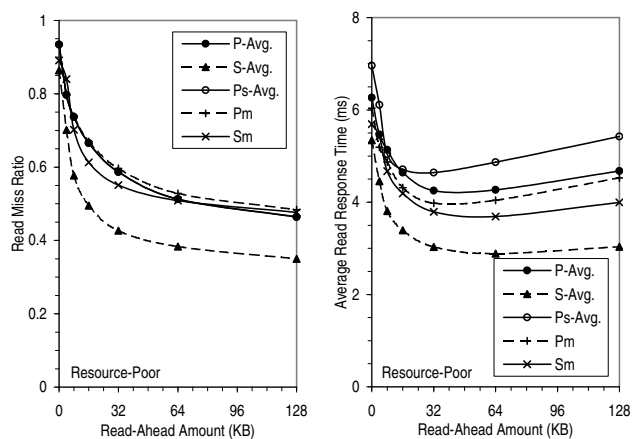 Read Miss Ratio
1
0.8
0.6
0.4
0.2
0
P-Avg.
S-Avg.
Ps-Avg.
Pm
Sm
Resource-Poor
0 32 64 96 128
Read-Ahead Amount (KB)
Average Read Response Time (ms)
8
6
4
2
0
P-Avg.
S-Avg.
Ps-Avg.
Pm
Sm
Resource-Poor
0 32 64 96 128
Read-Ahead Amount (KB)